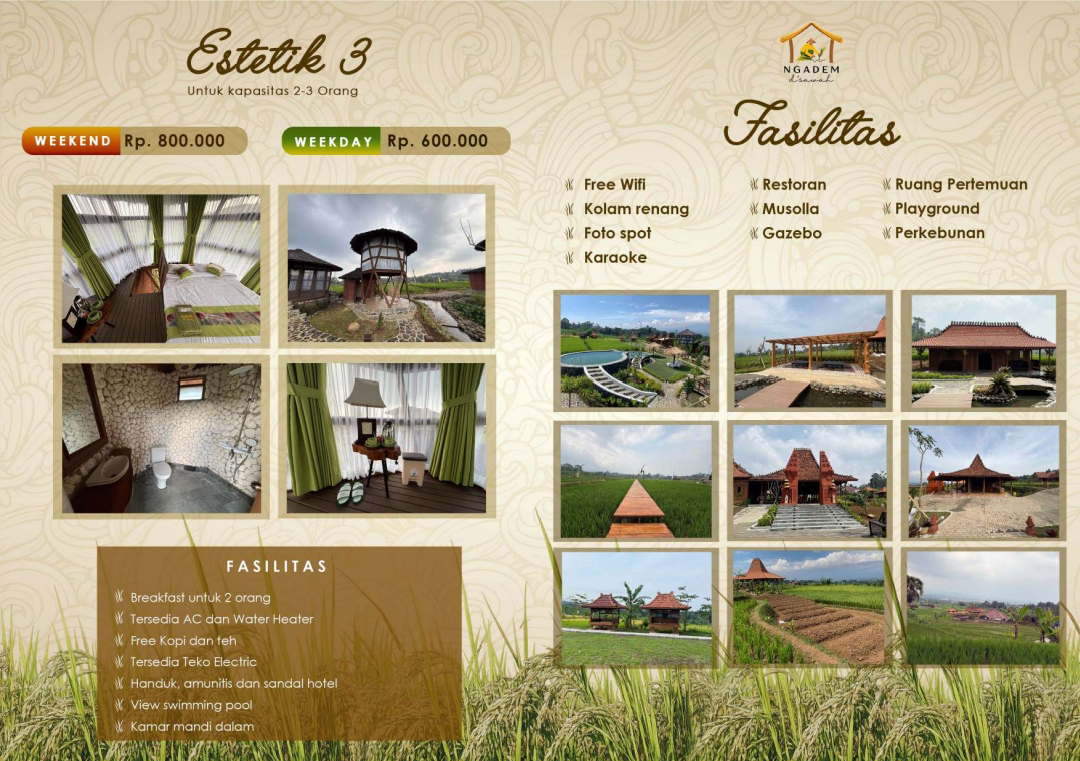 Estetik 3
Untuk kapasitas 2-3 Orang
WEEKEND Rp. 800.000
WEEKDAY Rp. 600.000
FASILITAS
Breakfast untuk 2 orang
Tersedia AC dan Water Heater
Free Kopi dan teh
Tersedia Teko Electric
Handuk, amunitis dan sandal hotel
View swimming pool
Kamar mandi dalam
NGADEM
d'sawah
Fasilitas
Free Wifi
Kolam renang
Foto spot
Karaoke
Restoran
Musolla
Gazebo
Ruang Pertemuan
Playground
Perkebunan